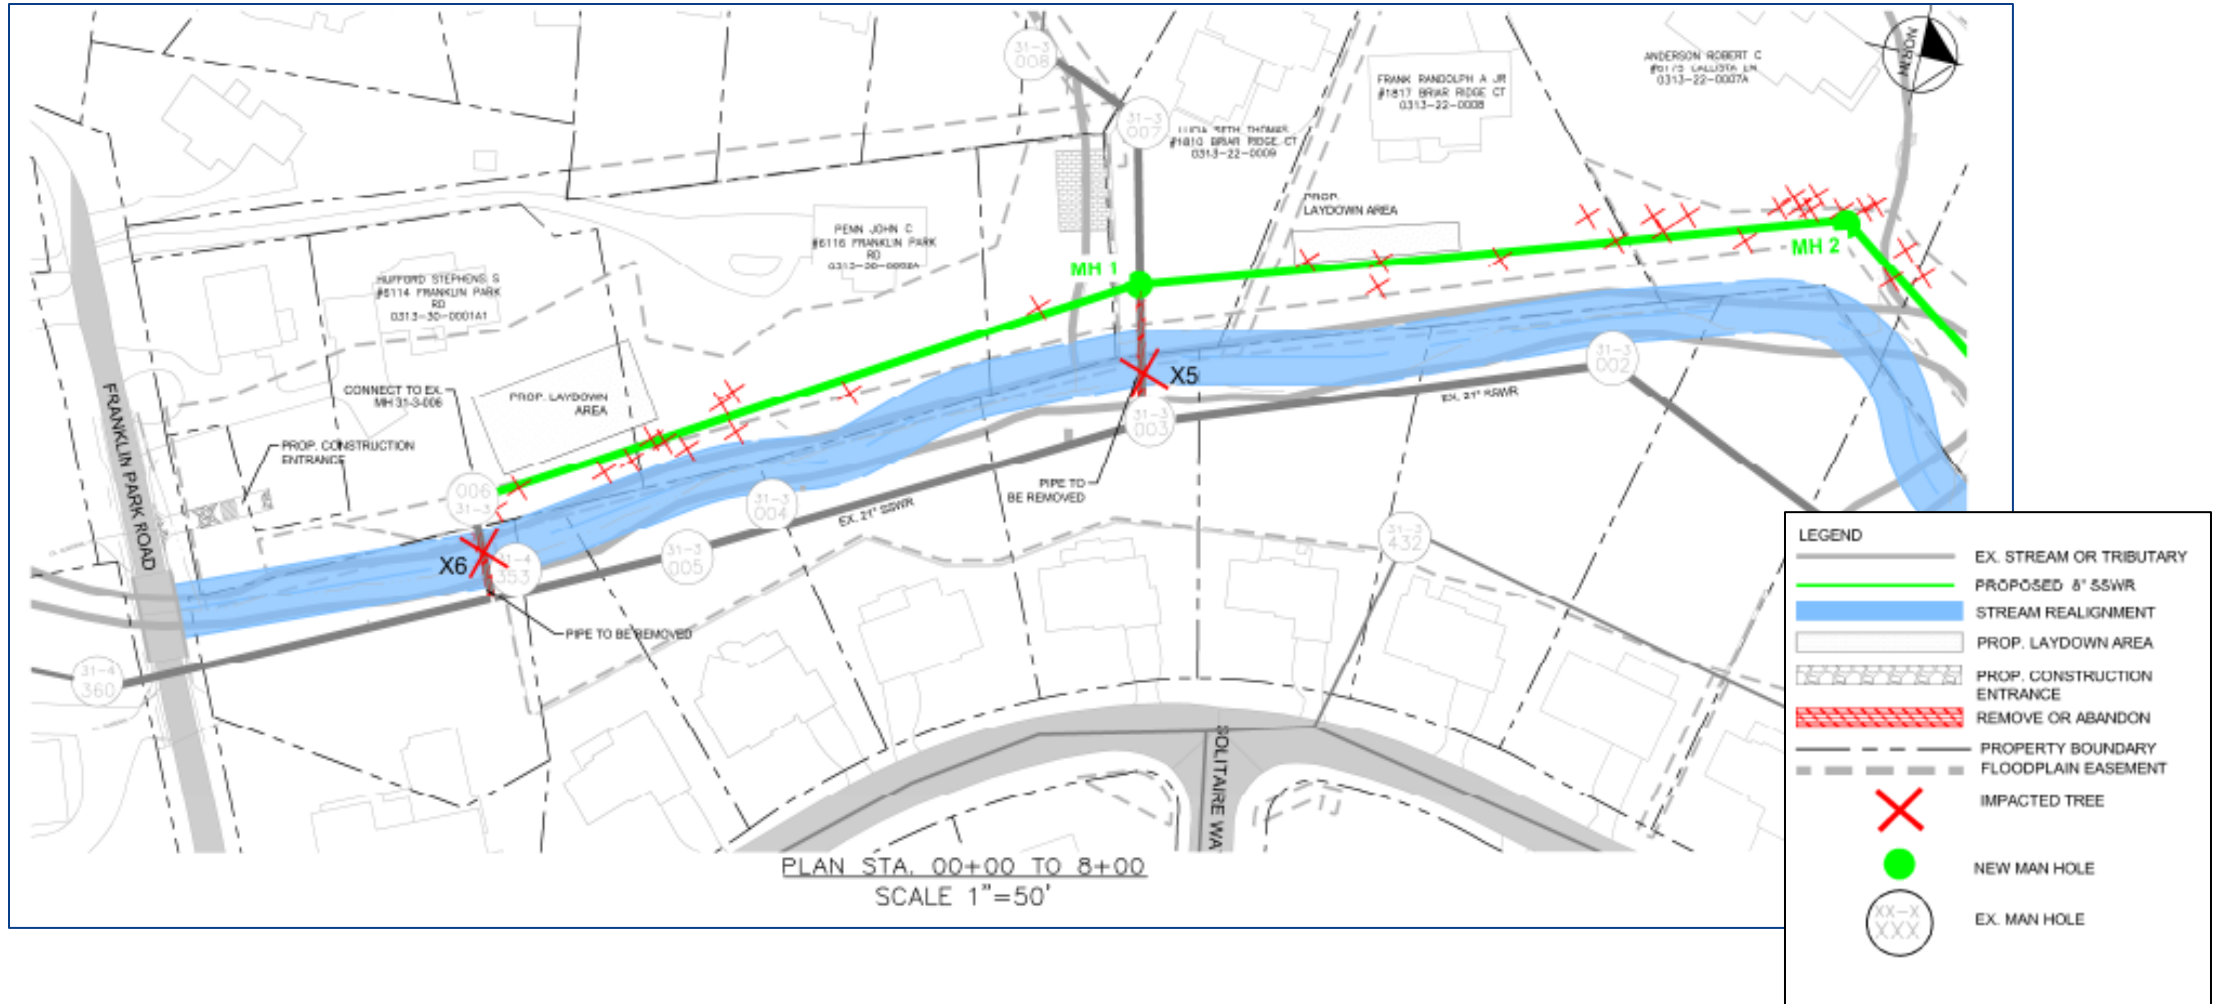 31-3
008
NORTH
ANDERSON ROBERT C
#6175 CALLISTA LN
0313-22-0007A
FRANK RANDOLPH A JR
#1817 BRIAR RIDGE CT
0313-22-0008
31-3
007
LUCIA SETH THOMAS
#1810 BRIAR RIDGE CT
0313-22-0009
PROP.
LAYDOWN AREA
PENN JOHN C
#6116 FRANKLIN PARK
RD
MH 1
MH 2
HUFFORD STEPHENS S
#6114 FRANKLIN PARK
RD
0313-30-0001A1
CONNECT TO EX.
MH 31-3-006
PROP. LAYDOWN
AREA
PROP. CONSTRUCTION
ENTRANCE
FRANKLIN PARK ROAD
006
31-3
X5
31-3
002
EX. 21" SSWR
31-3
003
PIPE TO
BE REMOVED
31-3
004
EX. 21" SSWR
31-3
005
31-3
432
X6
31-4
353
PIPE TO BE REMOVED
31-4
360
SOLITAIRE WA
PLAN STA. 00+00 TO 8+00
SCALE 1"=50'
LEGEND
EX. STREAM OR TRIBUTARY
PROPOSED 8" SSWR
STREAM REALIGNMENT
PROP. LAYDOWN AREA
PROP. CONSTRUCTION
ENTRANCE
REMOVE OR ABANDON
PROPERTY BOUNDARY
FLOODPLAIN EASEMENT
IMPACTED TREE
NEW MAN HOLE
XX-X
XXX
EX. MAN HOLE